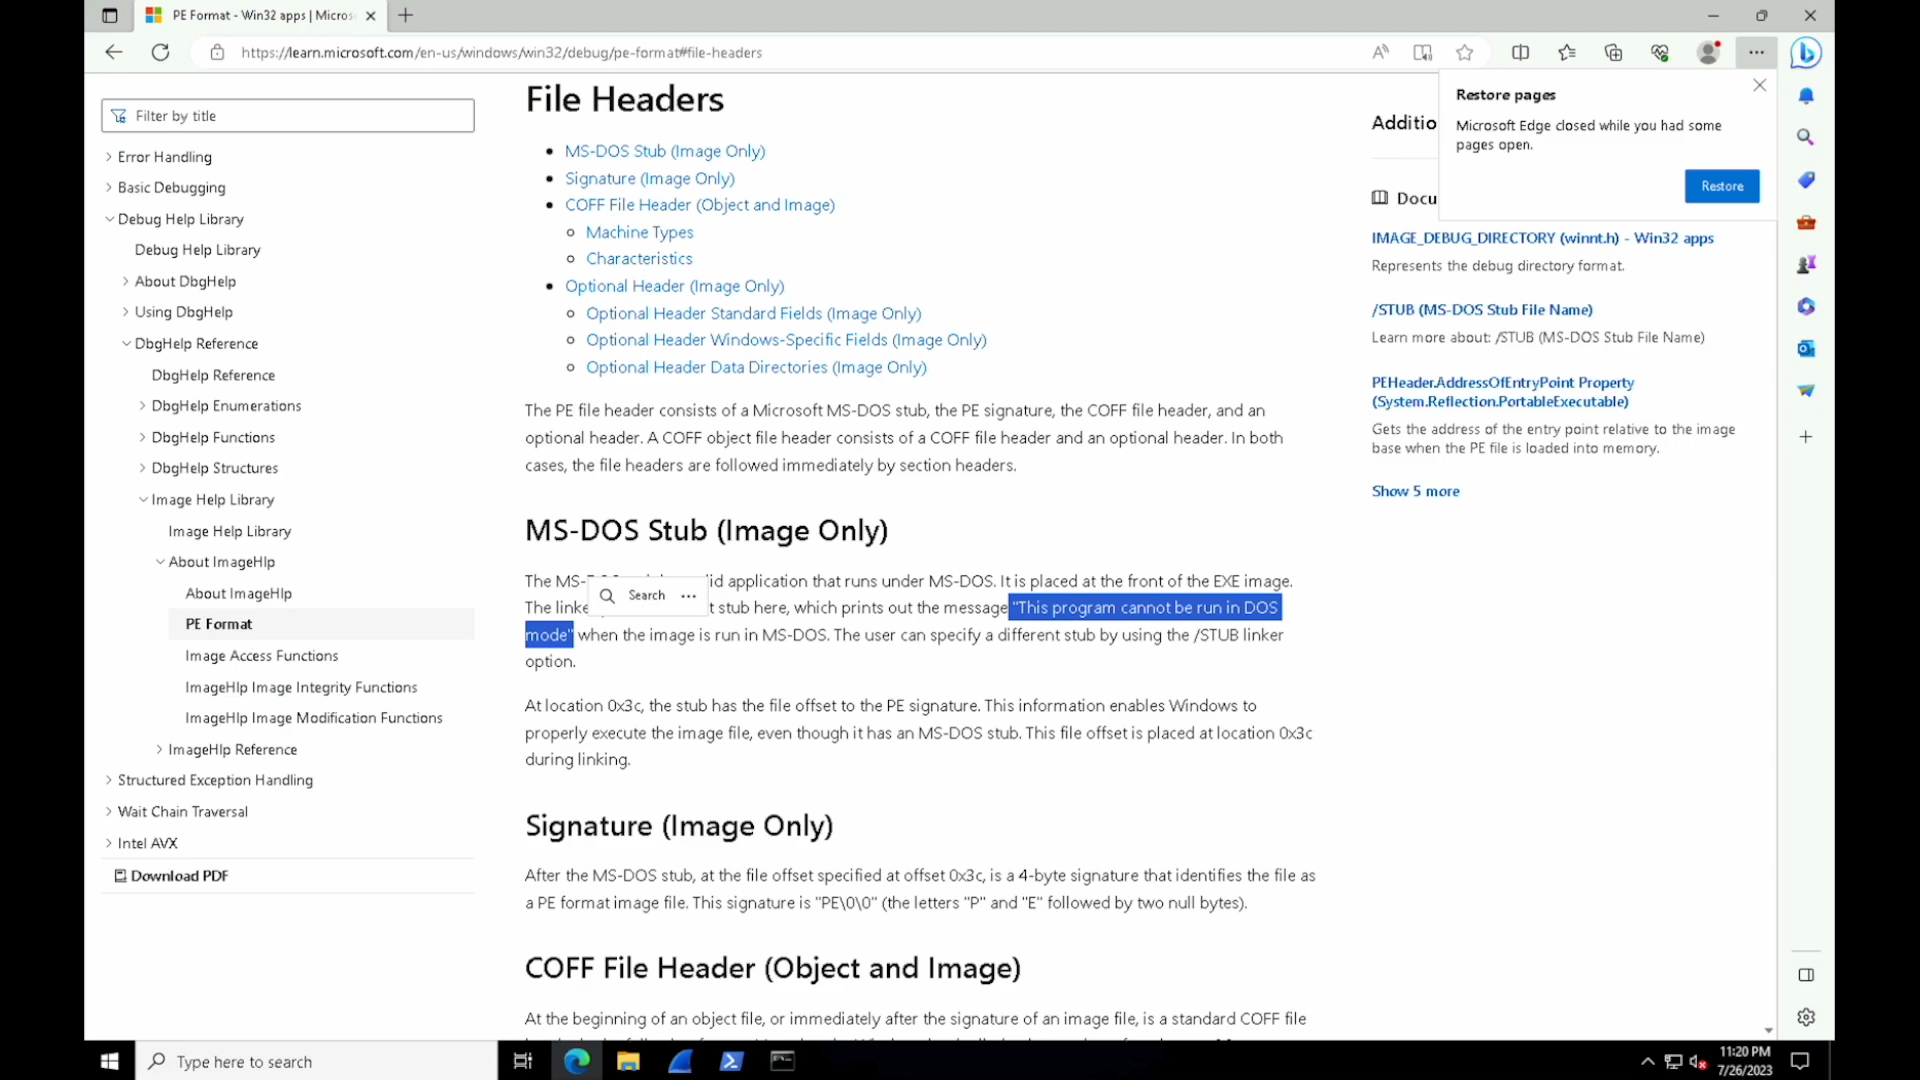 PE Format - Win32 apps | Micros
https://learn.microsoft.com/en-us/windows/win32/debug/pe-format#file-headers
Filter by title
Error Handling
Basic Debugging
Debug Help Library
Debug Help Library
About DbgHelp
Using DbgHelp
DbgHelp Reference
DbgHelp Reference
DbgHelp Enumerations
DbgHelp Functions
DbgHelp Structures
Image Help Library
Image Help Library
About ImageHlp
About ImageHlp
PE Format
Image Access Functions
ImageHlp Image Integrity Functions
ImageHlp Image Modification Functions
ImageHlp Reference
Structured Exception Handling
Wait Chain Traversal
Intel AVX
Download PDF
File Headers
MS-DOS Stub (Image Only)
Signature (Image Only)
COFF File Header (Object and Image)
Machine Types
Characteristics
Optional Header (Image Only)
Optional Header Standard Fields (Image Only)
Optional Header Windows-Specific Fields (Image Only)
Optional Header Data Directories (Image Only)
The PE file header consists of a Microsoft MS-DOS stub, the PE signature, the COFF file header, and an
optional header. A COFF object file header consists of a COFF file header and an optional header. In both
cases, the file headers are followed immediately by section headers.
MS-DOS Stub (Image Only)
The MS- id application that runs under MS-DOS. It is placed at the front of the EXE image.
The linke t stub here, which prints out the message "This program cannot be run in DOS
Search ...
mode" when the image is run in MS-DOS. The user can specify a different stub by using the /STUB linker
option.
At location 0x3c, the stub has the file offset to the PE signature. This information enables Windows to
properly execute the image file, even though it has an MS-DOS stub. This file offset is placed at location 0x3c
during linking.
Signature (Image Only)
After the MS-DOS stub, at the file offset specified at offset 0x3c, is a 4-byte signature that identifies the file as
a PE format image file. This signature is "PE\0\0" (the letters "P" and "E" followed by two null bytes).
COFF File Header (Object and Image)
At the beginning of an object file, or immediately after the signature of an image file, is a standard COFF file
Additio
Docu
Restore pages
Microsoft Edge closed while you had some
pages open.
Restore
IMAGE_DEBUG_DIRECTORY (winnt.h) - Win32 apps
Represents the debug directory format.
/STUB (MS-DOS Stub File Name)
Learn more about: /STUB (MS-DOS Stub File Name)
PEHeader.AddressOfEntryPoint Property
(System.Reflection.PortableExecutable)
Gets the address of the entry point relative to the image
base when the PE file is loaded into memory.
Show 5 more
Type here to search
11:20 PM
7/26/2023